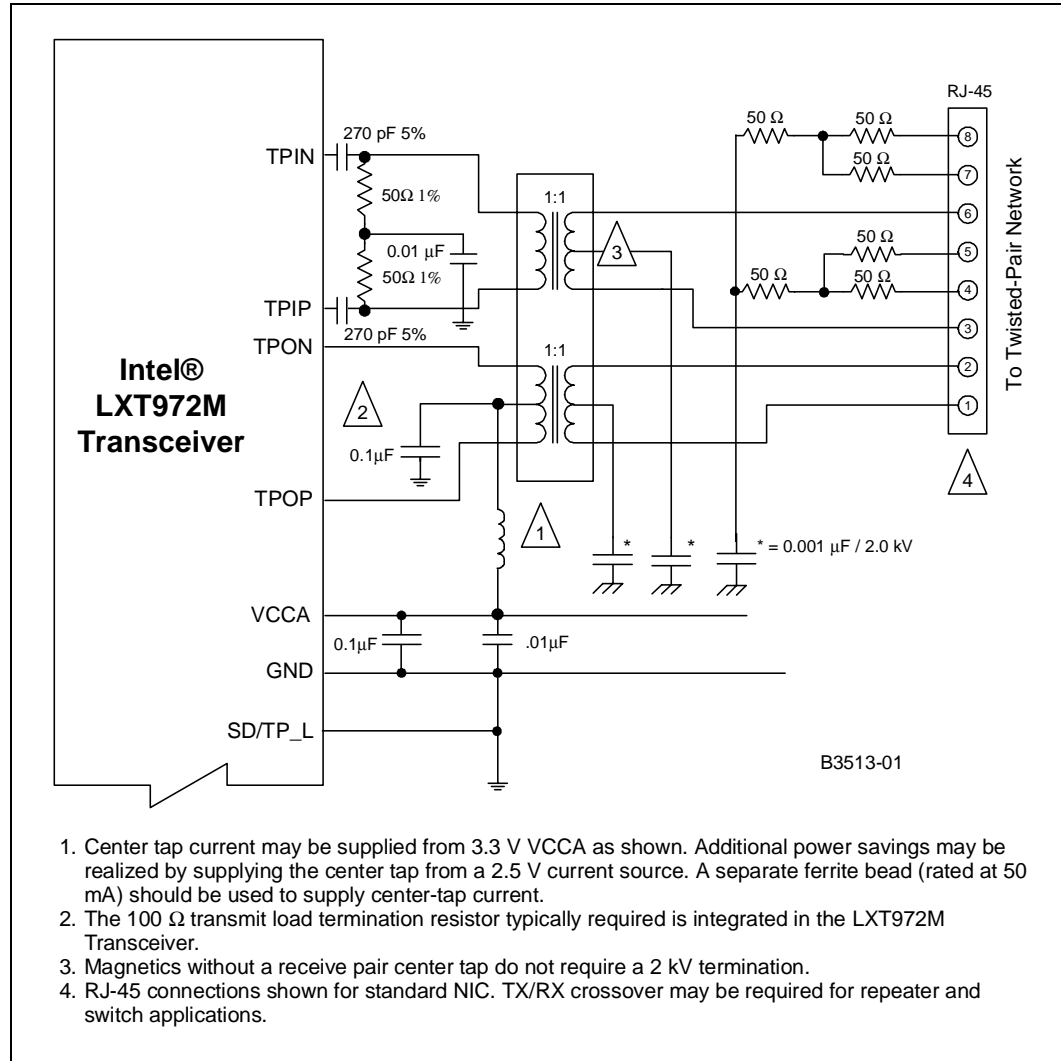 RJ-45
270 pF 5%
TPIN
50Ω 1%
0.01 µF
50Ω 1%
TPIP
270 pF 5%
TPON
Intel®
LXT972M
Transceiver
2
0.1µF
TPOP
1:1
3
1:1
1
50 Ω
50 Ω
50 Ω
50 Ω
50 Ω
50 Ω
8
7
6
5
4
3
2
1
To Twisted-Pair Network
4
*
*
* = 0.001 µF / 2.0 kV
VCCA
0.1µF
.01µF
GND
SD/TP_L
B3513-01
1. Center tap current may be supplied from 3.3 V VCCA as shown. Additional power savings may be
realized by supplying the center tap from a 2.5 V current source. A separate ferrite bead (rated at 50
mA) should be used to supply center-tap current.
2. The 100 Ω transmit load termination resistor typically required is integrated in the LXT972M
Transceiver.
3. Magnetics without a receive pair center tap do not require a 2 kV termination.
4. RJ-45 connections shown for standard NIC. TX/RX crossover may be required for repeater and
switch applications.